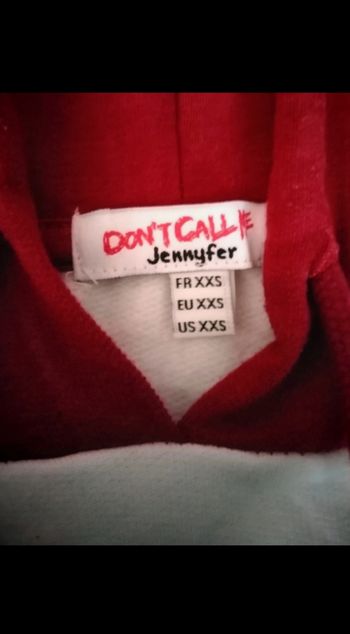 DON'T CALL ME
Jennyfer
FR XXS
EU XXS
US XXS